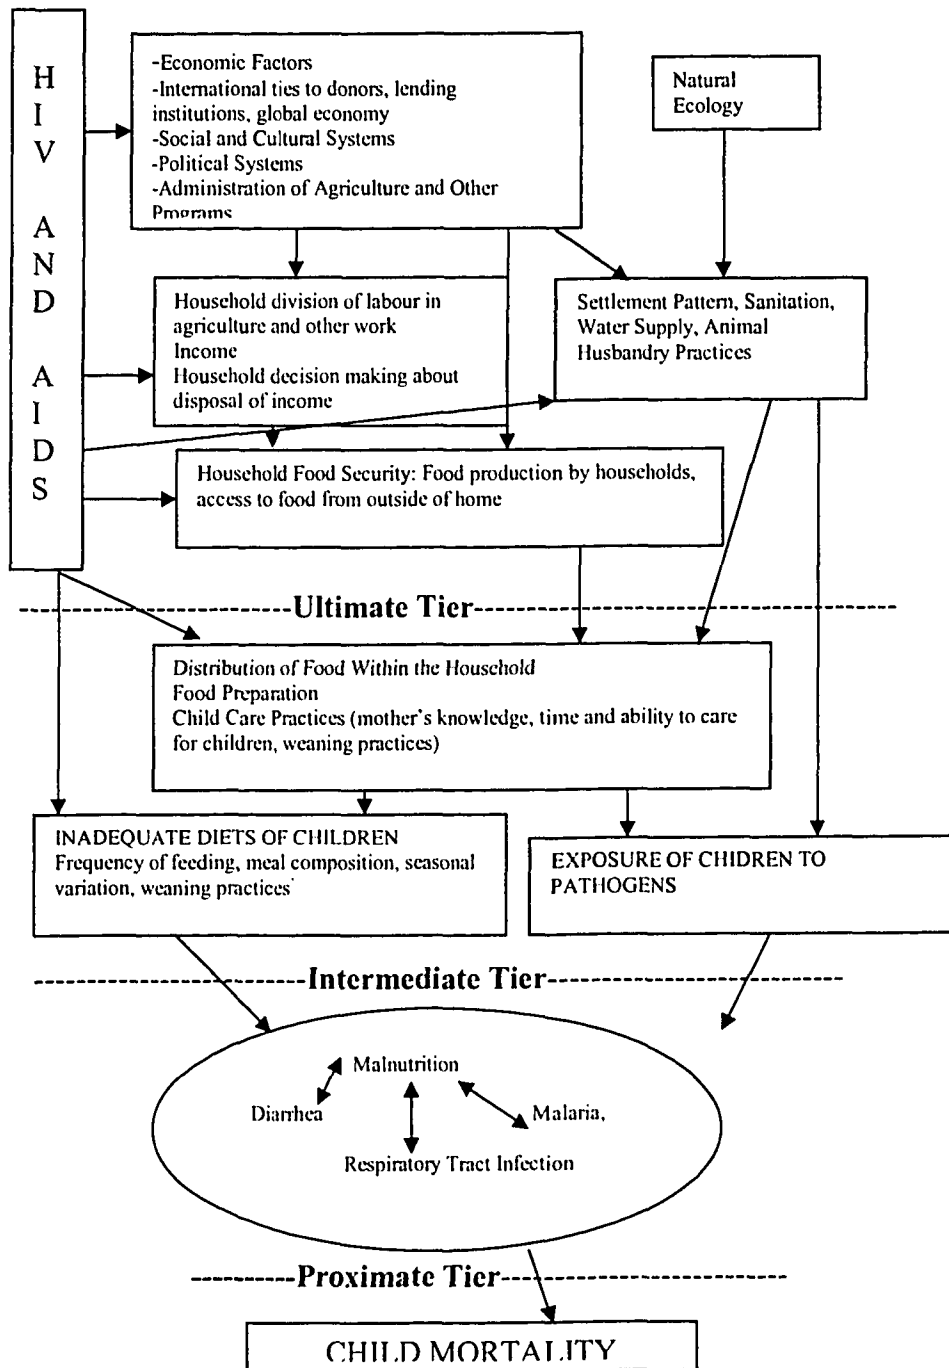 HIV AND AIDS
-Economic Factors
-International ties to donors, lending
institutions, global economy
-Social and Cultural Systems
-Political Systems
-Administration of Agriculture and Other
Programs
Natural
Ecology
Household division of labour in
agriculture and other work
Income
Household decision making about
disposal of income
Settlement Pattern, Sanitation,
Water Supply, Animal
Husbandry Practices
Household Food Security: Food production by households,
access to food from outside of home
Ultimate Tier
Distribution of Food Within the Household
Food Preparation
Child Care Practices (mother's knowledge, time and ability to care
for children, weaning practices)
INADEQUATE DIETS OF CHILDREN
Frequency of feeding, meal composition, seasonal
variation, weaning practices
EXPOSURE OF CHIDREN TO
PATHOGENS
Intermediate Tier
Malnutrition
Diarrhea
Malaria,
Respiratory Tract Infection
Proximate Tier
CHILD MORTALITY